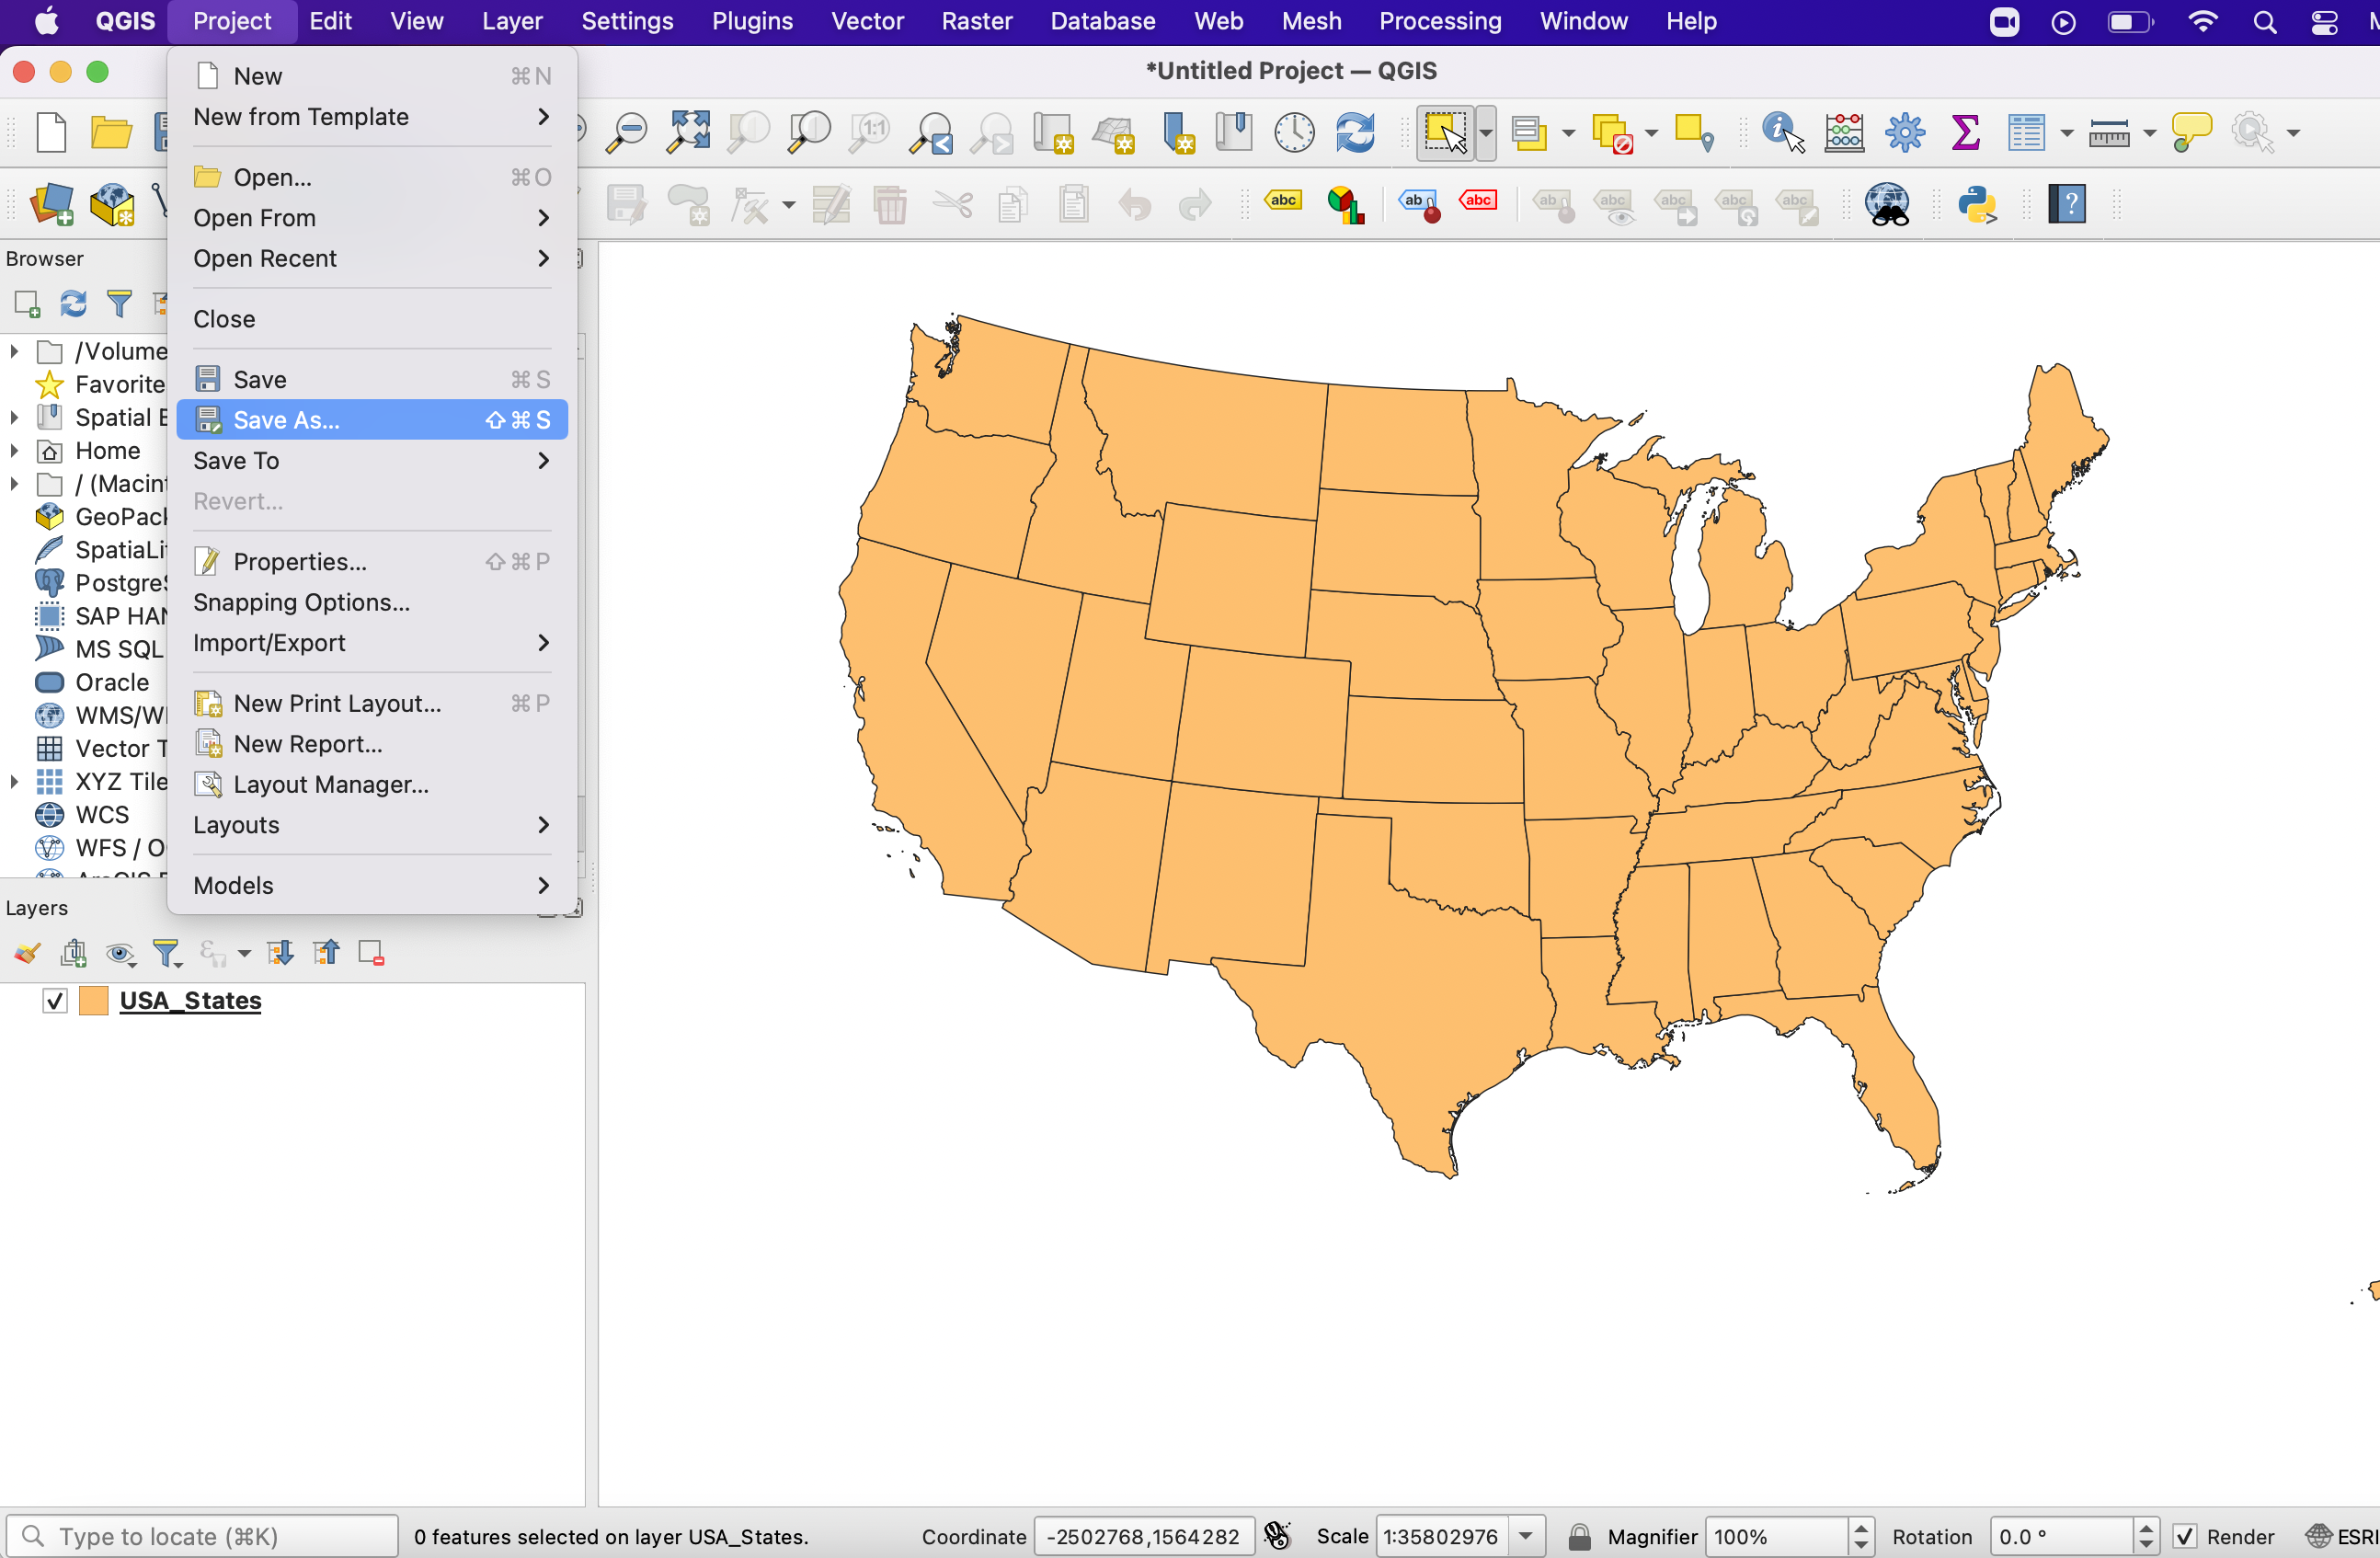 QGIS Project Edit View Layer Settings Plugins Vector Raster Database Web Mesh Processing Window Help
*Untitled Project — QGIS
New ⌘N
New from Template
Open... ⌘O
Open From
Open Recent
Close
Save ⌘S
Save As... ⇧⌘S
Save To
Revert...
Properties... ⇧⌘P
Snapping Options...
Import/Export
New Print Layout... ⌘P
New Report...
Layout Manager...
Layouts
Models
1:1
abc ab abc ab abc abc abc abc
?
Browser
/Volume
Favorite
Spatial
Home
/ (Macin
GeoPac
SpatiaLi
Postgre
SAP HAN
MS SQL
Oracle
WMS/W
Vector T
XYZ Tile
WCS
WFS / O
Layers
USA_States
Type to locate (⌘K) 0 features selected on layer USA_States. Coordinate -2502768,1564282 Scale 1:35802976 Magnifier 100% Rotation 0.0 ° Render ESRI